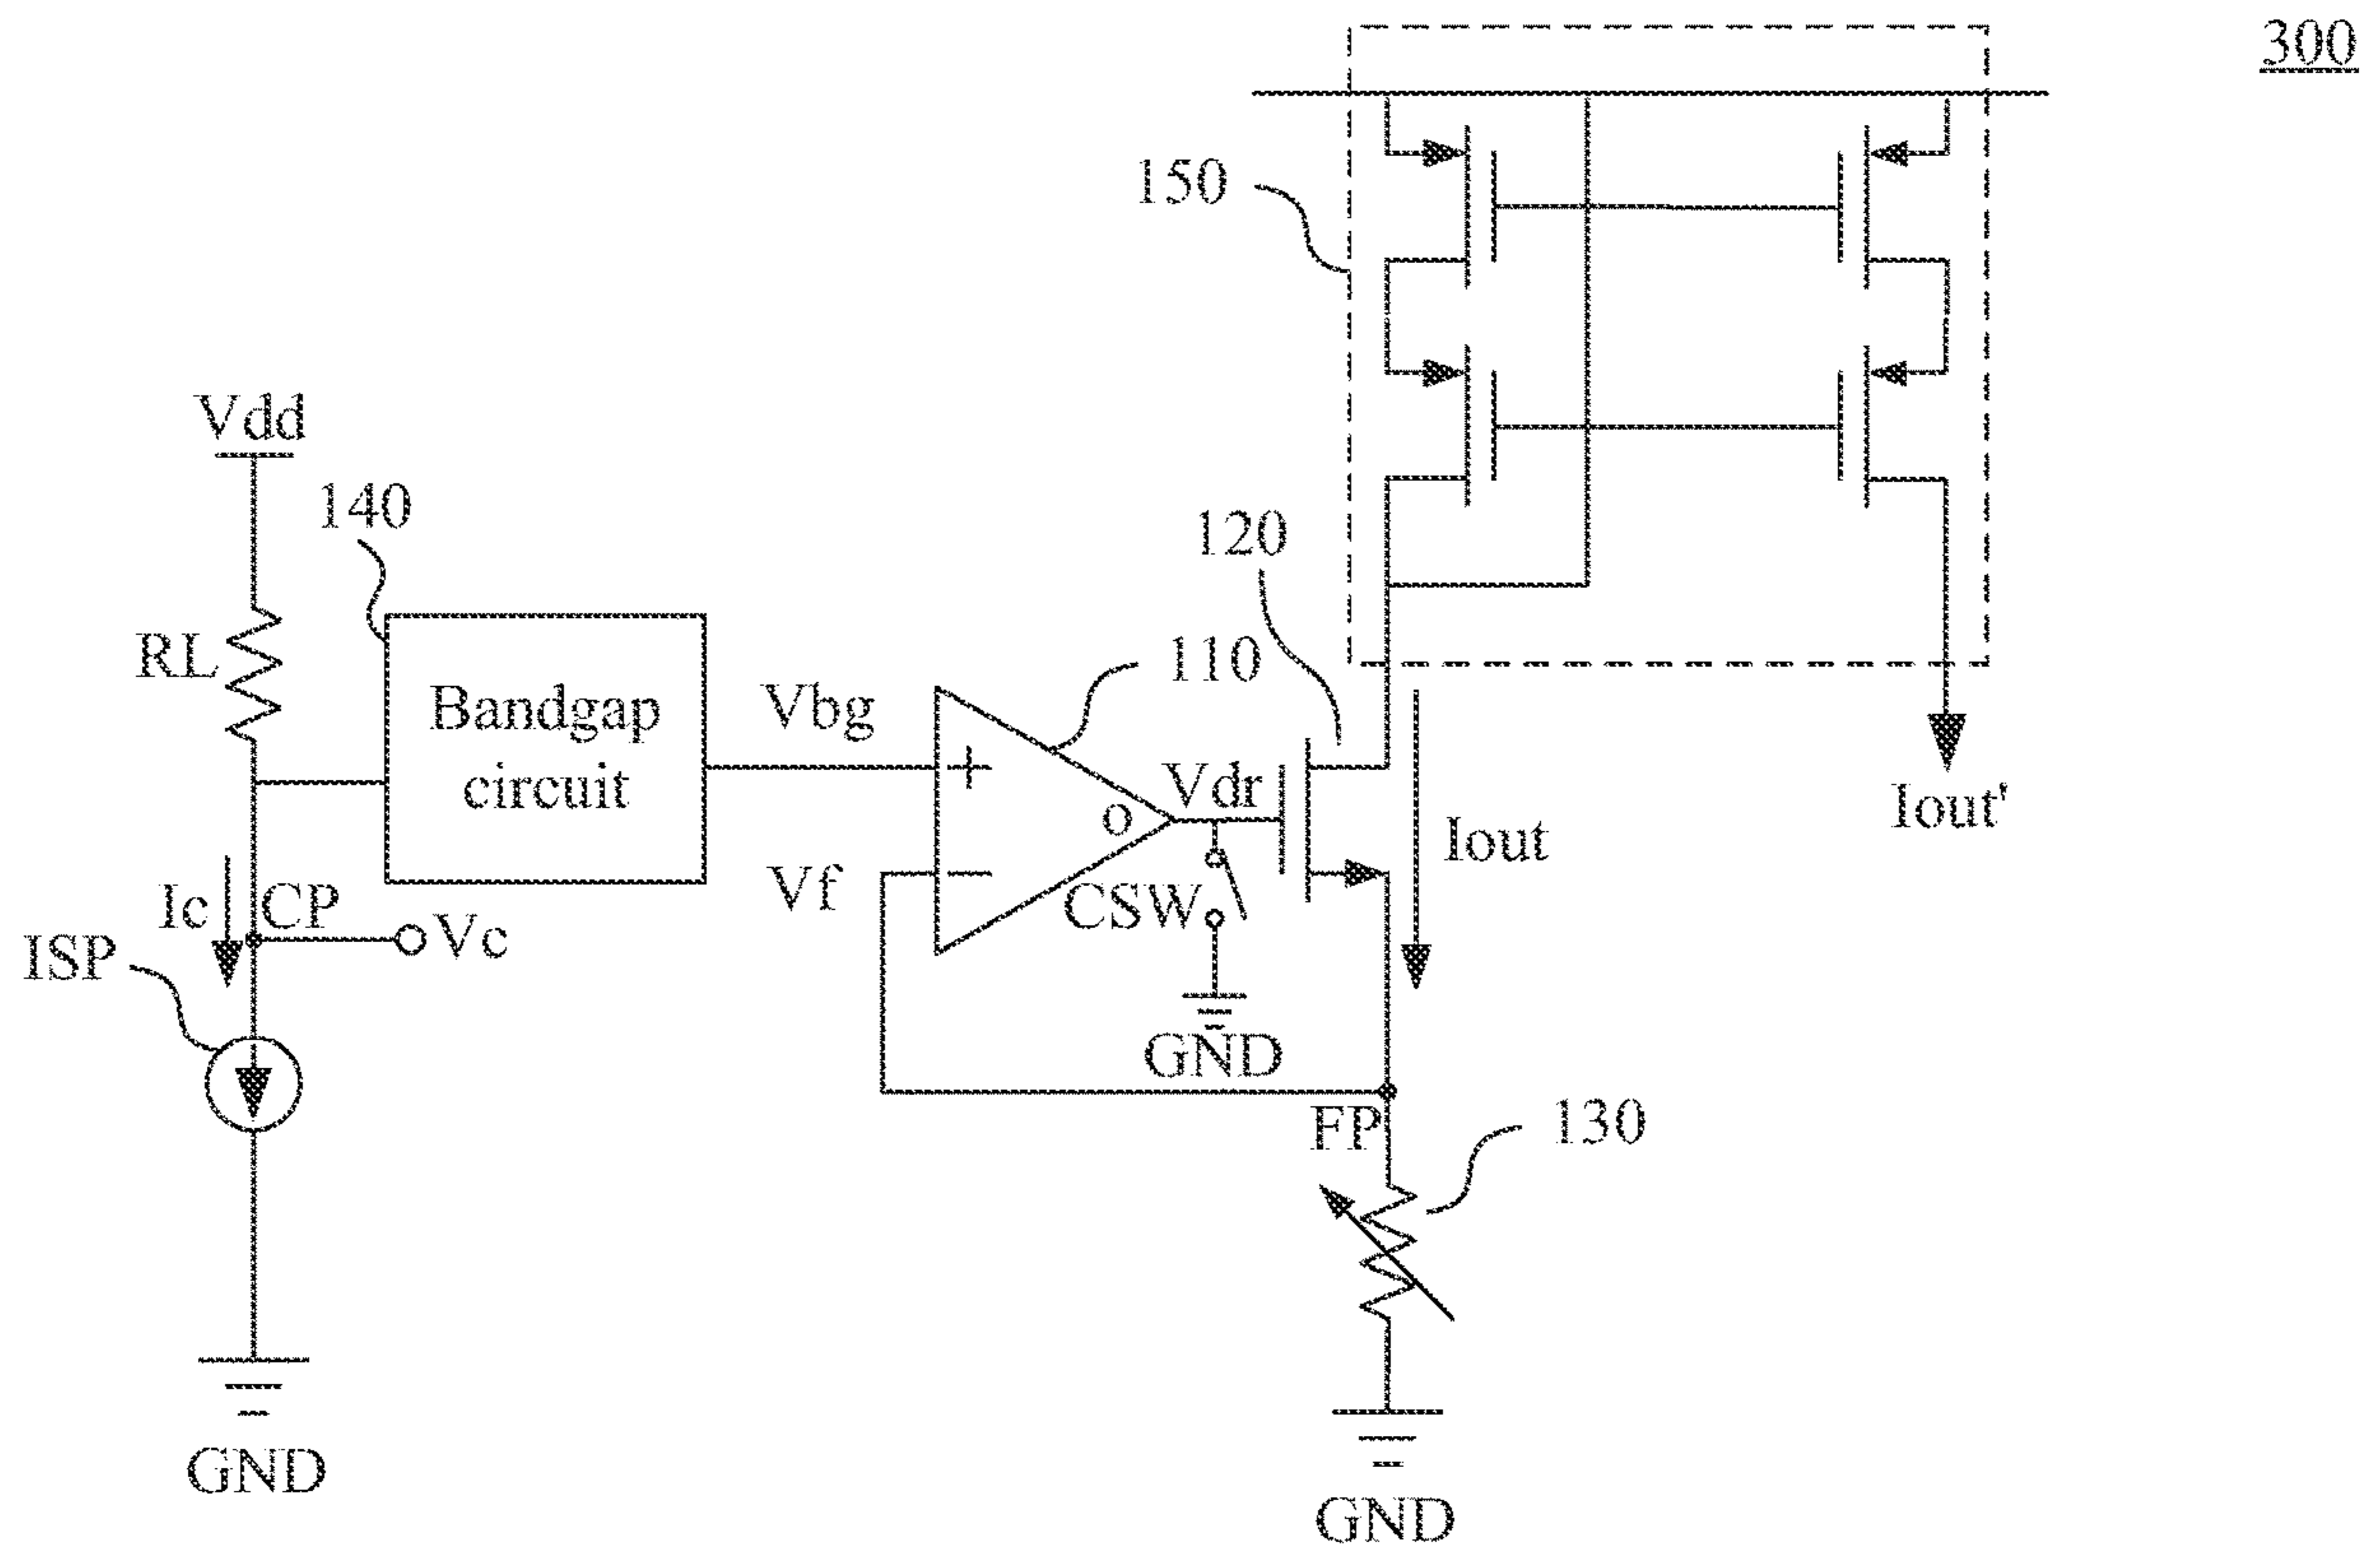 300
150
Vdd
140
120
RL
110
Bandgap
circuit
Vbg
+
Vdr
o
Iout'
Iout
Vf
−
CSW
Ic
CP
Vc
ISP
GND
FP
130
GND
GND